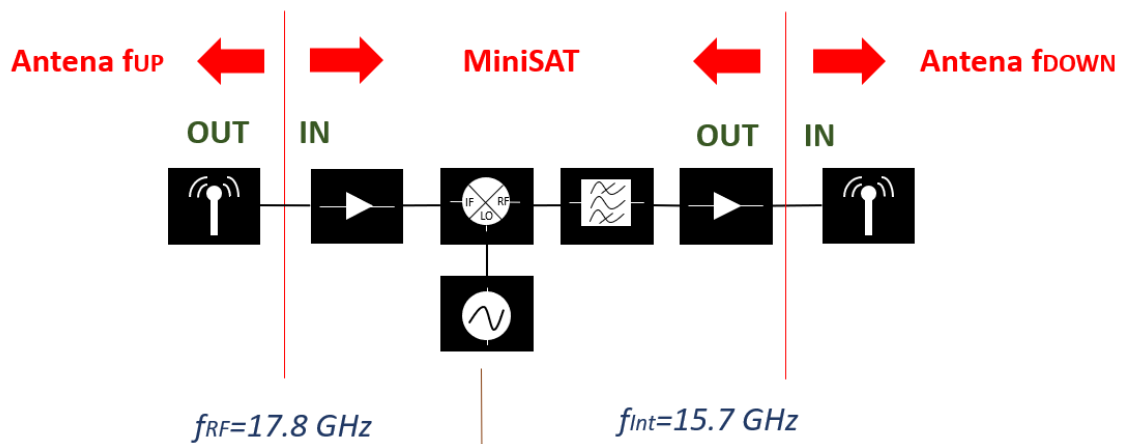 Antena fUP
MiniSAT
Antena fDOWN
OUT IN
OUT IN
IF RF
LO
fRF=17.8 GHz
fInt=15.7 GHz